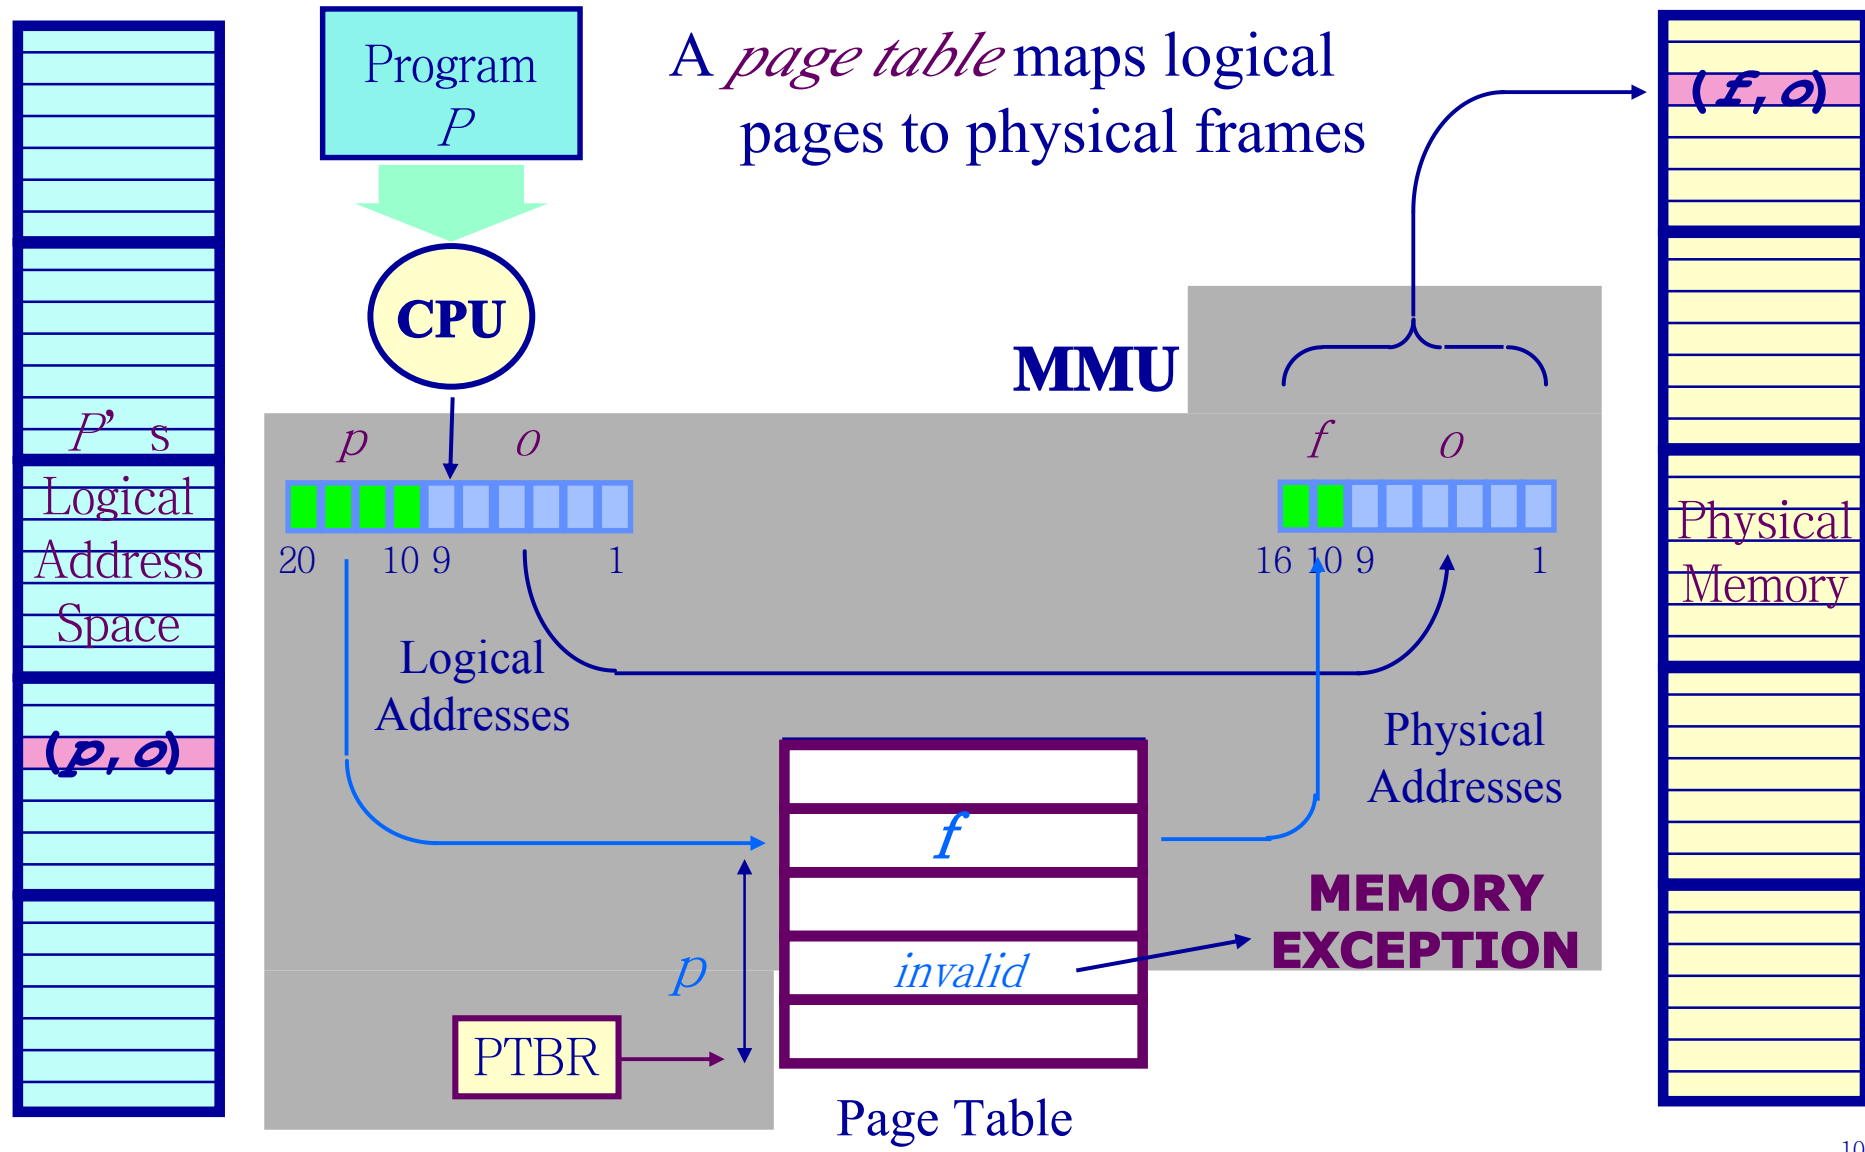 Program
P
A page table maps logical
pages to physical frames
(f, o)
CPU
MMU
P's
Logical
Address
Space
p o
20 10 9 1
f o
16 10 9 1
Physical
Memory
Logical
Addresses
(p, o)
Physical
Addresses
f
MEMORY
EXCEPTION
p
invalid
PTBR
Page Table
10